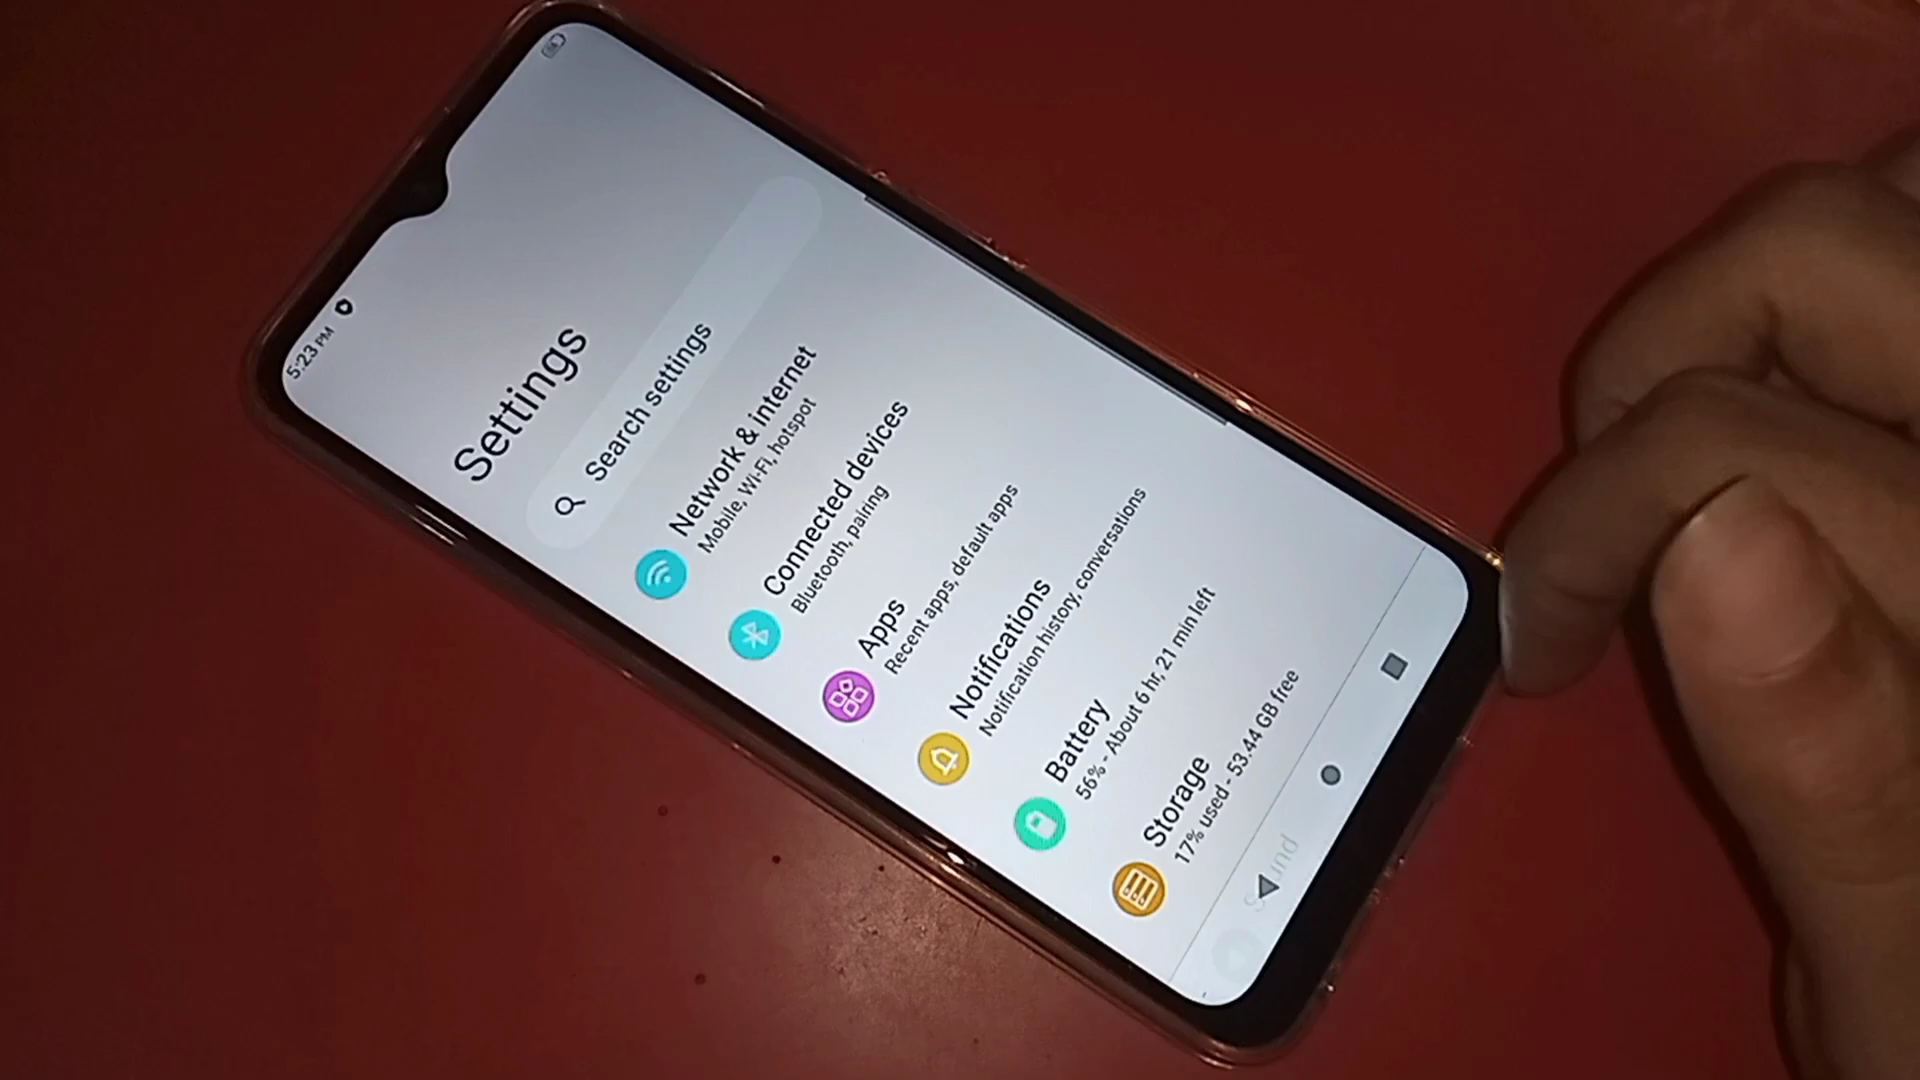 5:23 PM
Settings
Search settings
Network & internet
Mobile, Wi-Fi, hotspot
Connected devices
Bluetooth, pairing
Apps
Recent apps, default apps
Notifications
Notification history, conversations
Battery
56% - About 6 hr, 21 min left
Storage
17% used - 53.44 GB free
Sound